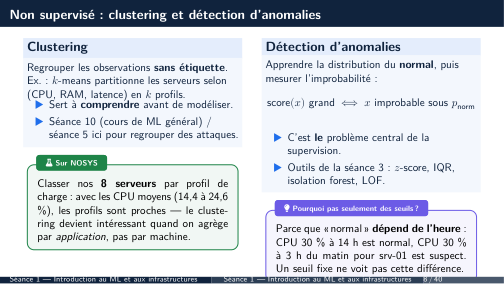 Non supervisé : clustering et détection d'anomalies
Clustering
Regrouper les observations sans étiquette.
Ex. : k-means partitionne les serveurs selon
(CPU, RAM, latence) en k profils.
▶ Sert à comprendre avant de modéliser.
▶ Séance 10 (cours de ML général) /
séance 5 ici pour regrouper des attaques.
Sur NOSYS
Classer nos 8 serveurs par profil de
charge : avec les CPU moyens (14,4 à 24,6
%), les profils sont proches — le cluste-
ring devient intéressant quand on agrège
par application, pas par machine.
Détection d'anomalies
Apprendre la distribution du normal, puis
mesurer l'improbabilité :
score(x) grand ⟺ x improbable sous p_norm
▶ C'est le problème central de la
supervision.
▶ Outils de la séance 3 : z-score, IQR,
isolation forest, LOF.
Pourquoi pas seulement des seuils ?
Parce que « normal » dépend de l'heure :
CPU 30 % à 14 h est normal, CPU 30 %
à 3 h du matin pour srv-01 est suspect.
Un seuil fixe ne voit pas cette différence.
Séance 1 — Introduction au ML et aux infrastructures
Séance 1 — Introduction au ML et aux infrastructures
8 / 40